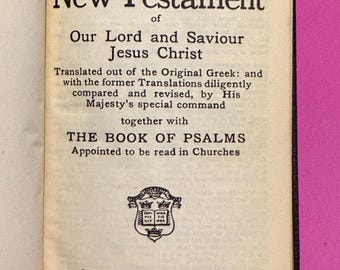 New Testament
of
Our Lord and Saviour
Jesus Christ
Translated out of the Original Greek: and
with the former Translations diligently
compared and revised, by His
Majesty's special command
together with
THE BOOK OF PSALMS
Appointed to be read in Churches